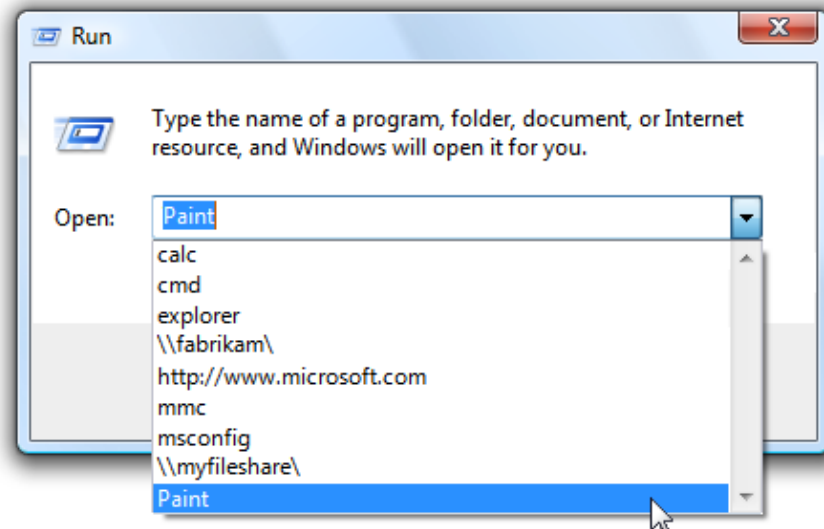 Run
Type the name of a program, folder, document, or Internet
resource, and Windows will open it for you.
Open: Paint
calc
cmd
explorer
\\fabrikam\
http://www.microsoft.com
mmc
msconfig
\\myfileshare\
Paint